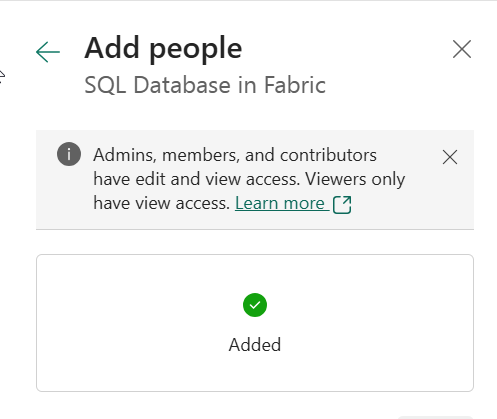 Add people
SQL Database in Fabric
Admins, members, and contributors
have edit and view access. Viewers only
have view access. Learn more
Added